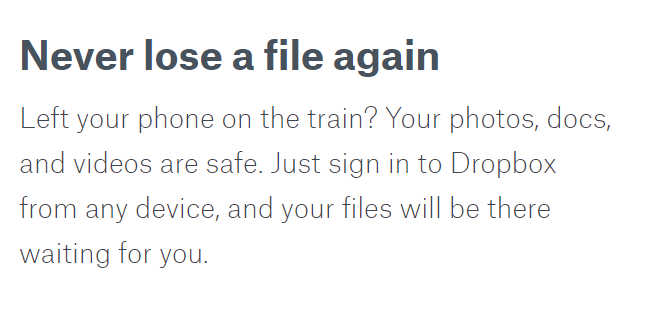 Never lose a file again
Left your phone on the train? Your photos, docs,
and videos are safe. Just sign in to Dropbox
from any device, and your files will be there
waiting for you.